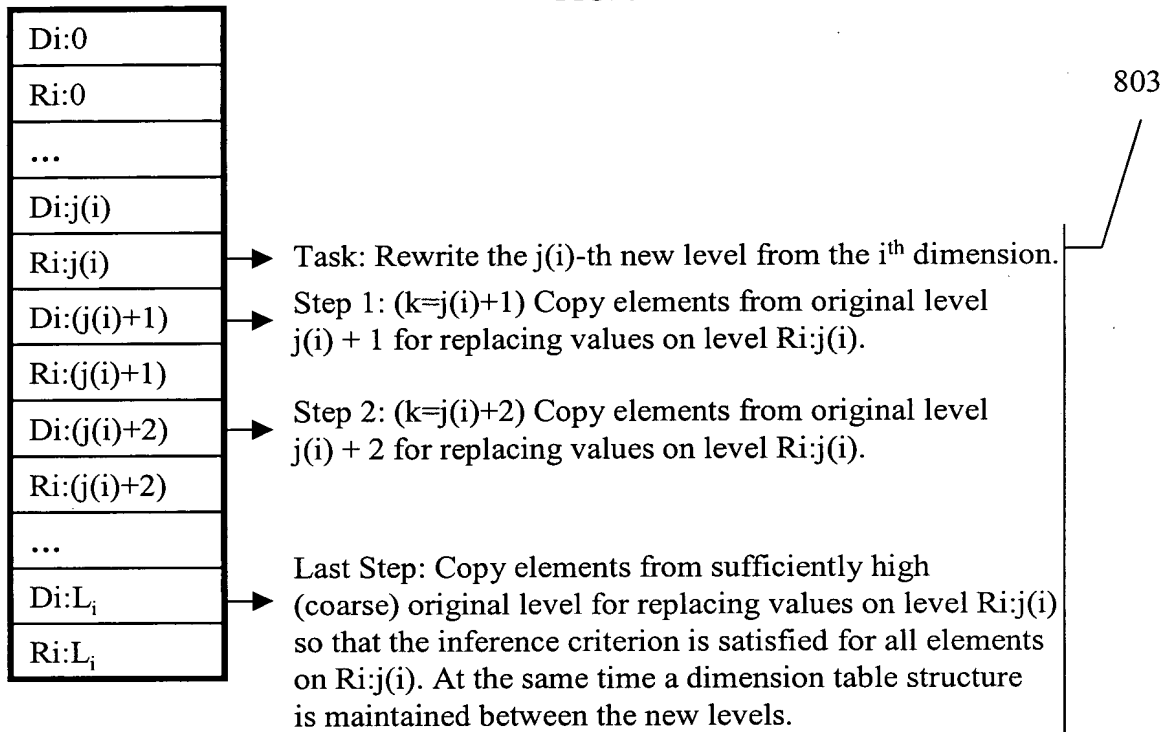 Di:0
Ri:0
...
Di:j(i)
Ri:j(i)
Di:(j(i)+1)
Ri:(j(i)+1)
Di:(j(i)+2)
Ri:(j(i)+2)
...
Di:Li
Ri:Li
803
Task: Rewrite the j(i)-th new level from the ith dimension.
Step 1: (k=j(i)+1) Copy elements from original level
j(i) + 1 for replacing values on level Ri:j(i).
Step 2: (k=j(i)+2) Copy elements from original level
j(i) + 2 for replacing values on level Ri:j(i).
Last Step: Copy elements from sufficiently high
(coarse) original level for replacing values on level Ri:j(i)
so that the inference criterion is satisfied for all elements
on Ri:j(i). At the same time a dimension table structure
is maintained between the new levels.